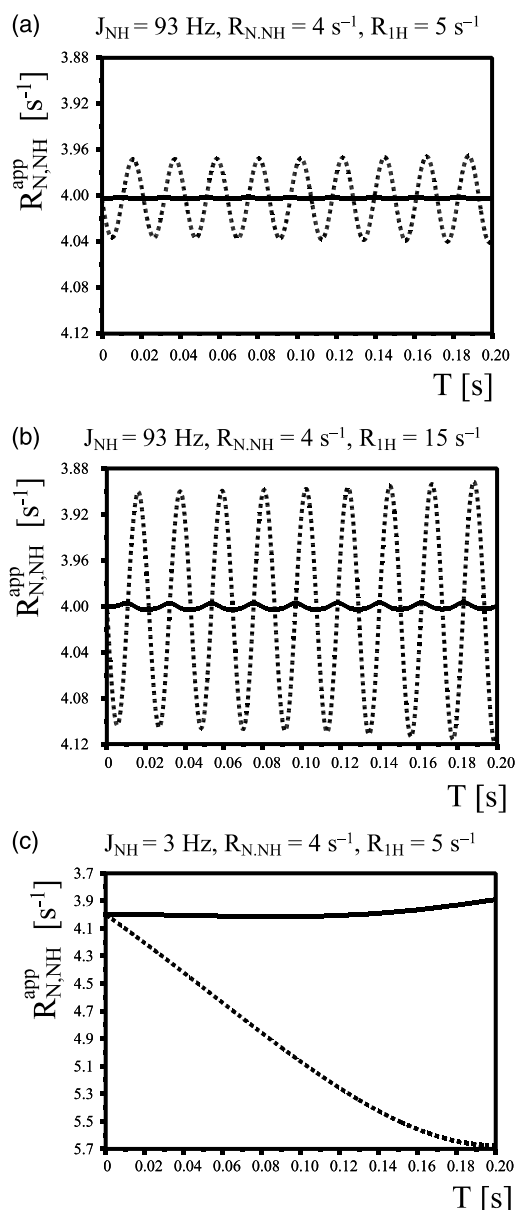 (a) J_NH = 93 Hz, R_N.NH = 4 s⁻¹, R_1H = 5 s⁻¹
R^app_N,NH [s⁻¹]
3.88
3.92
3.96
4.00
4.04
4.08
4.12
0 0.02 0.04 0.06 0.08 0.10 0.12 0.14 0.16 0.18 0.20
T [s]
(b) J_NH = 93 Hz, R_N.NH = 4 s⁻¹, R_1H = 15 s⁻¹
R^app_N,NH [s⁻¹]
3.88
3.92
3.96
4.00
4.04
4.08
4.12
0 0.02 0.04 0.06 0.08 0.10 0.12 0.14 0.16 0.18 0.20
T [s]
(c) J_NH = 3 Hz, R_N.NH = 4 s⁻¹, R_1H = 5 s⁻¹
R^app_N,NH [s⁻¹]
3.7
3.9
4.1
4.5
4.7
4.9
5.1
5.3
5.5
5.7
0 0.02 0.04 0.06 0.08 0.10 0.12 0.14 0.16 0.18 0.20
T [s]